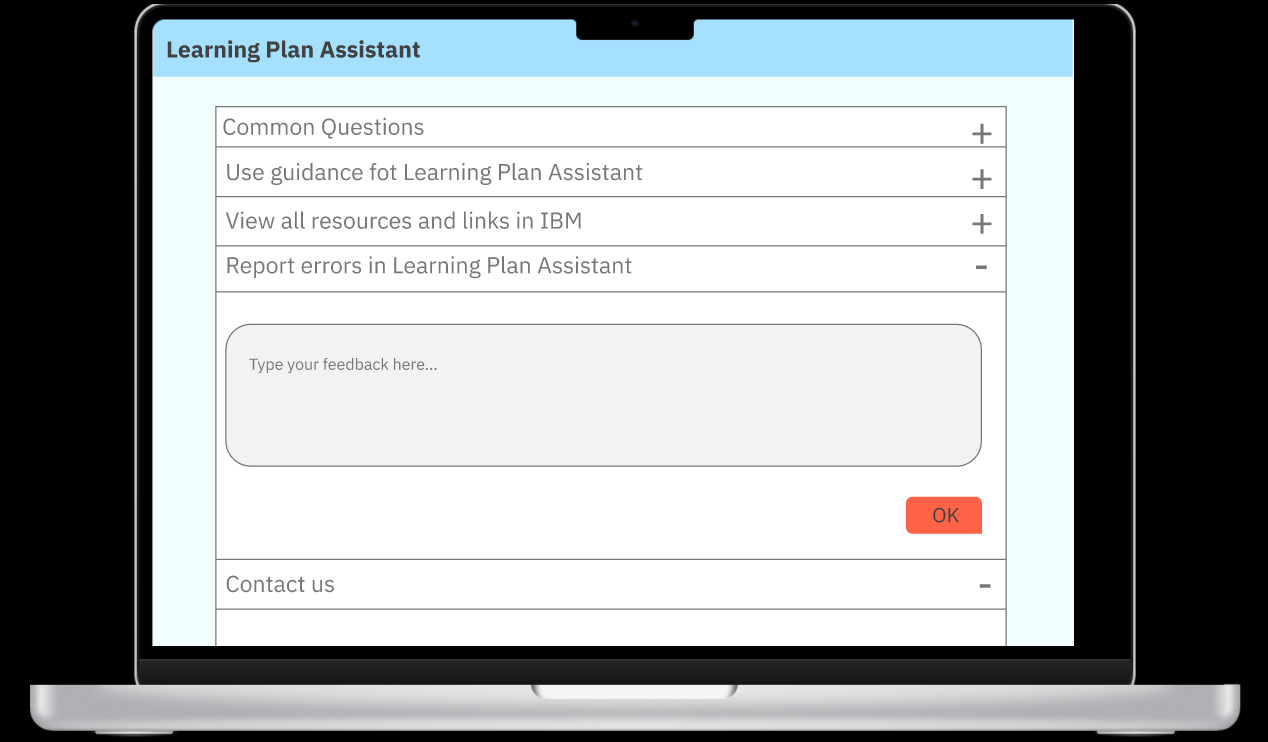 Learning Plan Assistant
Common Questions
+
Use guidance fot Learning Plan Assistant
+
View all resources and links in IBM
+
Report errors in Learning Plan Assistant
-
Type your feedback here...
OK
Contact us
-